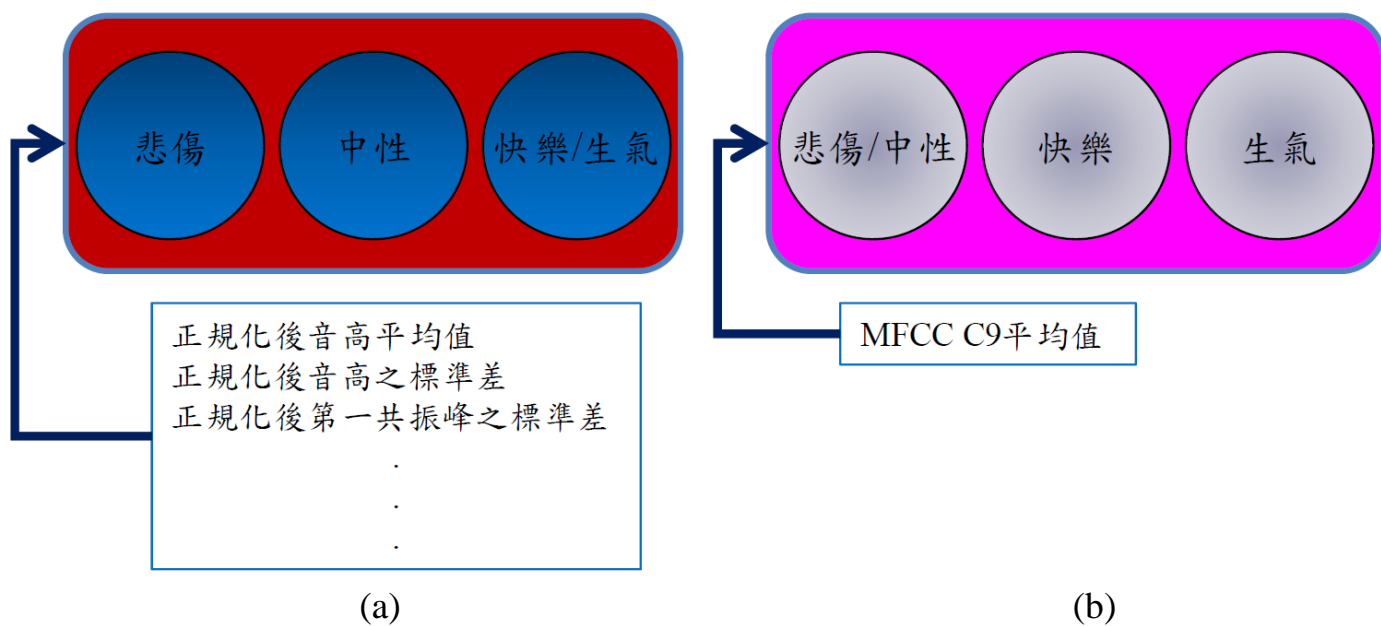 悲傷
中性
快樂/生氣
正規化後音高平均值
正規化後音高之標準差
正規化後第一共振峰之標準差
.
.
.
(a)
悲傷/中性
快樂
生氣
MFCC C9平均值
(b)